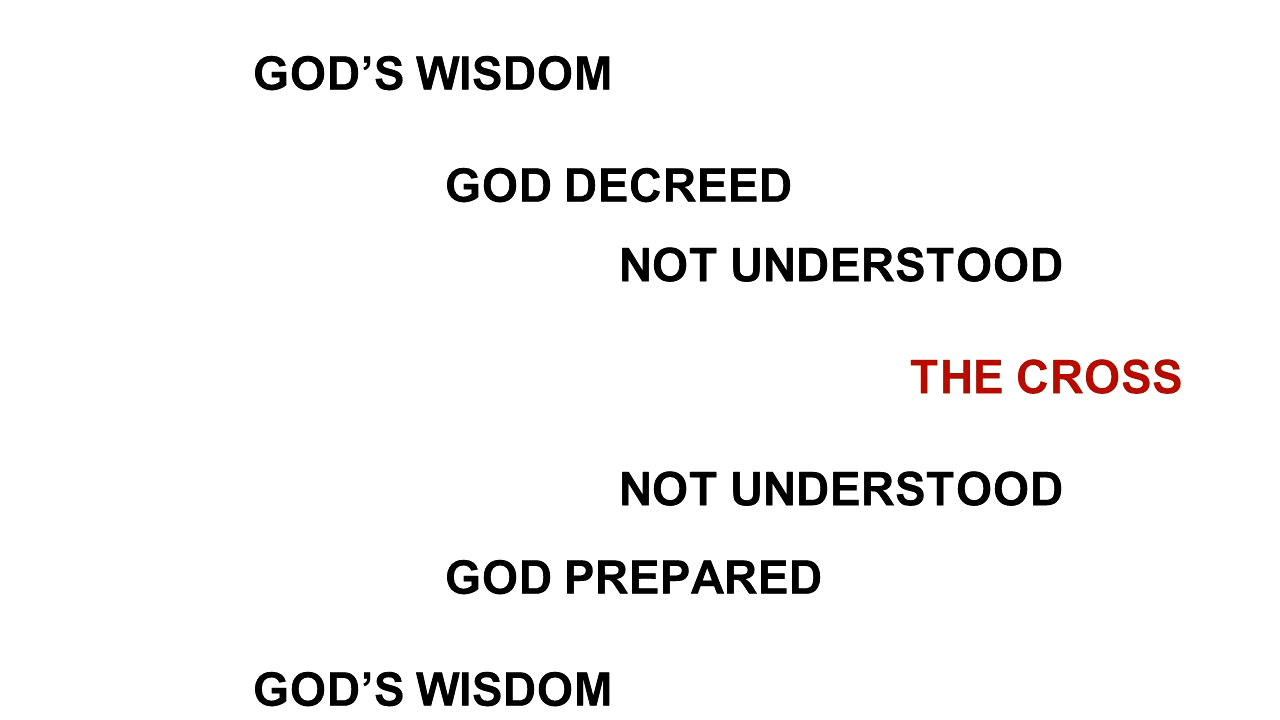 GOD’S WISDOM
GOD DECREED
NOT UNDERSTOOD
THE CROSS
NOT UNDERSTOOD
GOD PREPARED
GOD’S WISDOM